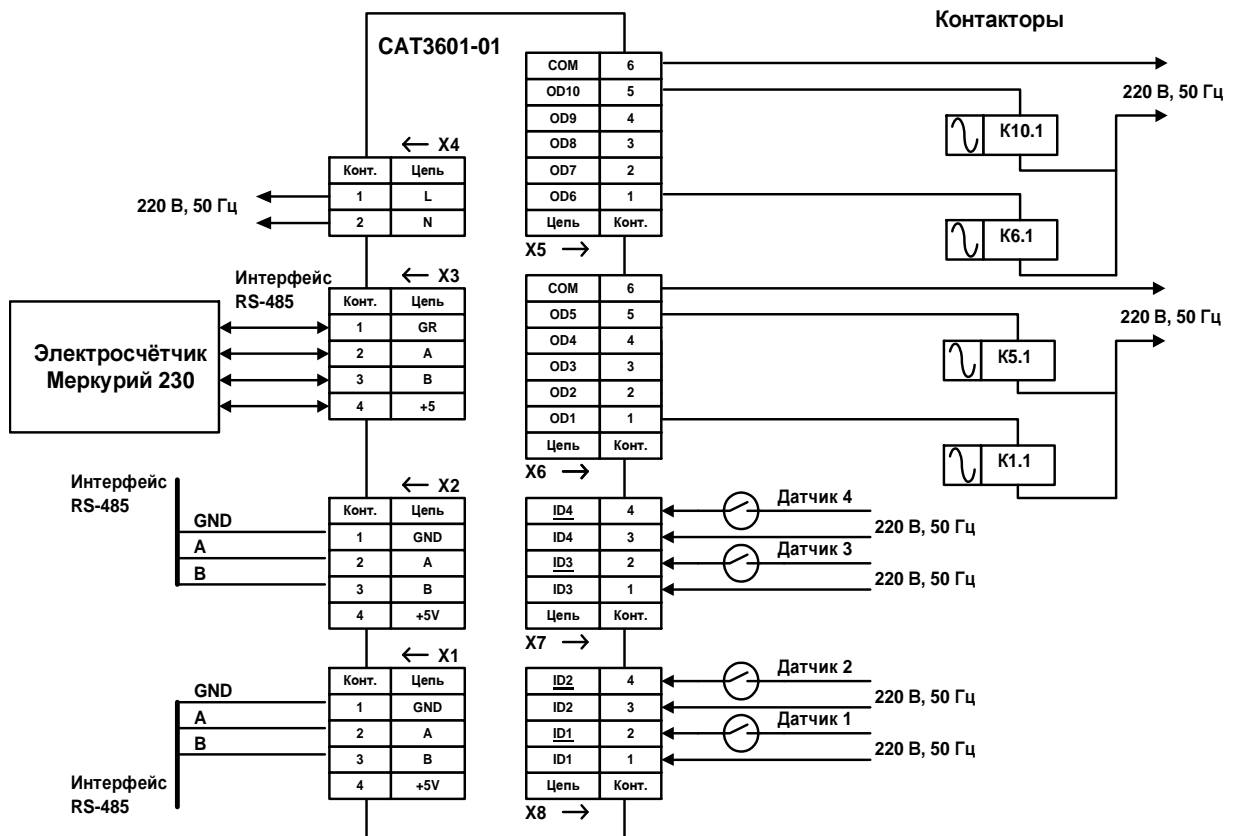 Контакторы
CAT3601-01
COM 6
OD10 5
OD9 4
OD8 3
OD7 2
OD6 1
Цепь Конт.
X5 →
220 В, 50 Гц
K10.1
K6.1
← X4
Конт. Цепь
1 L
2 N
220 В, 50 Гц
← X3
Интерфейс
RS-485
Конт. Цепь
1 GR
2 A
3 B
4 +5
Электросчётчик
Меркурий 230
COM 6
OD5 5
OD4 4
OD3 3
OD2 2
OD1 1
Цепь Конт.
X6 →
220 В, 50 Гц
K5.1
K1.1
← X2
Интерфейс
RS-485
GND
A
B
Конт. Цепь
1 GND
2 A
3 B
4 +5V
ID4 4
ID4 3
ID3 2
ID3 1
Цепь Конт.
X7 →
Датчик 4
220 В, 50 Гц
Датчик 3
220 В, 50 Гц
← X1
GND
A
B
Интерфейс
RS-485
Конт. Цепь
1 GND
2 A
3 B
4 +5V
ID2 4
ID2 3
ID1 2
ID1 1
Цепь Конт.
X8 →
Датчик 2
220 В, 50 Гц
Датчик 1
220 В, 50 Гц